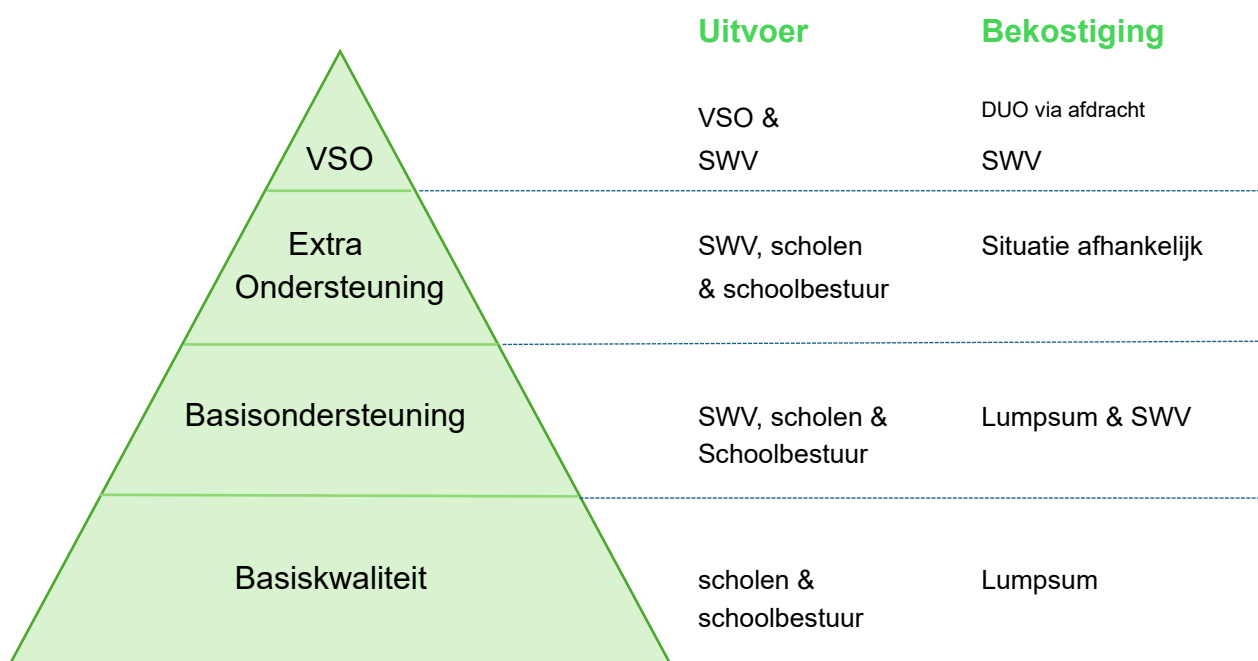 Uitvoer
Bekostiging
VSO
VSO &
SWV
DUO via afdracht
SWV
Extra
Ondersteuning
SWV, scholen
& schoolbestuur
Situatie afhankelijk
Basisondersteuning
SWV, scholen &
Schoolbestuur
Lumpsum & SWV
Basiskwaliteit
scholen &
schoolbestuur
Lumpsum